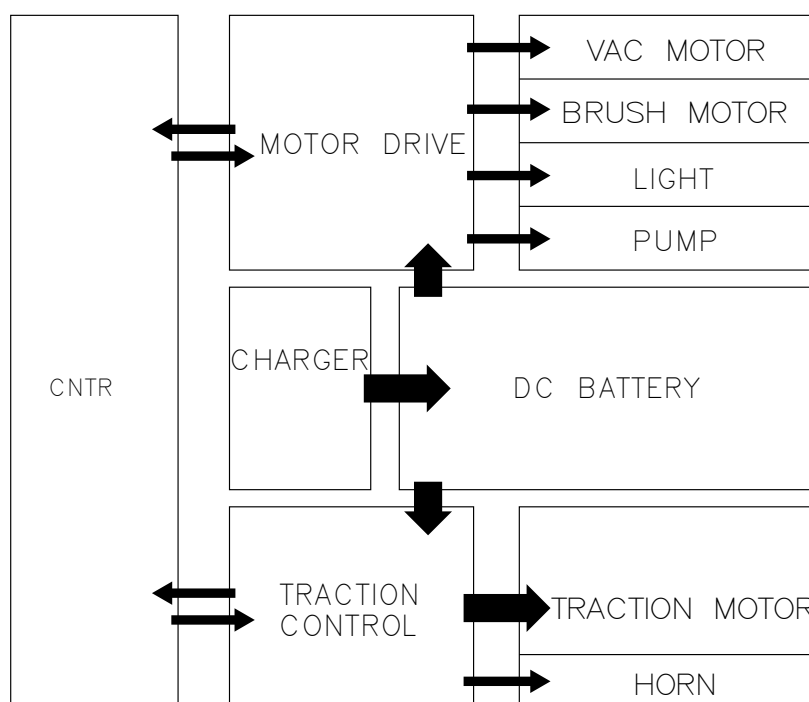 VAC MOTOR
BRUSH MOTOR
MOTOR DRIVE
LIGHT
PUMP
CHARGER
CNTR
DC BATTERY
TRACTION
CONTROL
TRACTION MOTOR
HORN